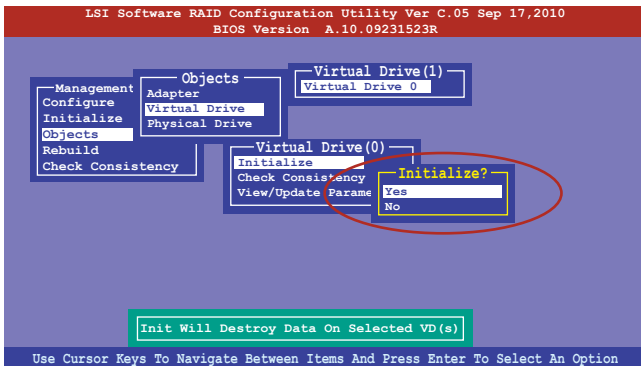 LSI Software RAID Configuration Utility Ver C.05 Sep 17,2010
BIOS Version A.10.09231523R
Management
Configure
Initialize
Objects
Rebuild
Check Consistency
Objects
Adapter
Virtual Drive
Physical Drive
Virtual Drive(1)
Virtual Drive 0
Virtual Drive(0)
Initialize
Check Consistency
View/Update Parame
Initialize?
Yes
No
Init Will Destroy Data On Selected VD(s)
Use Cursor Keys To Navigate Between Items And Press Enter To Select An Option